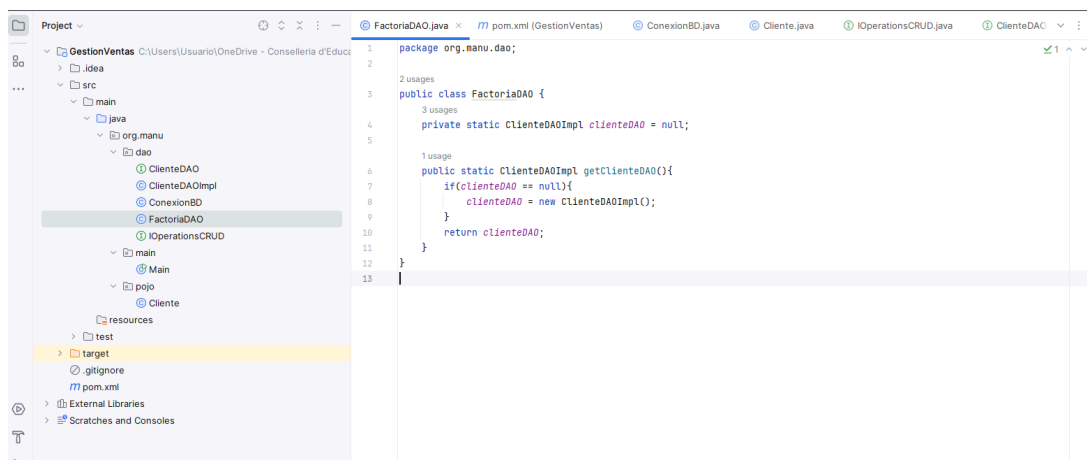 Project
GestionVentas C:\Users\Usuario\OneDrive - Conselleria d'Educa
.idea
src
main
java
org.manu
dao
ClienteDAO
ClienteDAOImpl
ConexionBD
FactoriaDAO
IOperationsCRUD
main
Main
pojo
Cliente
resources
test
target
.gitignore
pom.xml
External Libraries
Scratches and Consoles
FactoriaDAO.java pom.xml (GestionVentas) ConexionBD.java Cliente.java IOperationsCRUD.java ClienteDAO
1 package org.manu.dao; 1
2
2 usages
3 public class FactoriaDAO {
3 usages
4 private static ClienteDAOImpl clienteDAO = null;
5
1 usage
6 public static ClienteDAOImpl getClienteDAO(){
7 if(clienteDAO == null){
8 clienteDAO = new ClienteDAOImpl();
9 }
10 return clienteDAO;
11 }
12 }
13